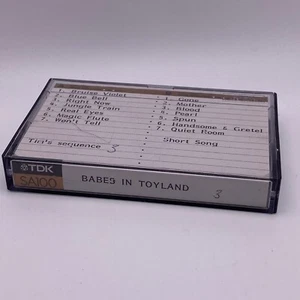 1. Bruise Violet
2. Blue Bell
3. Right Now
4. Jungle Train
5. Real Eyes
6. Magic Flute
7. Won't Tell
1. Gone
2. Mother
3. Blood
4. Pearl
5. Spun
6. Handsome & Gretel
7. Quiet Room
Short Song
Tiri's sequence 3
TDK
SA100
BABES IN TOYLAND
3